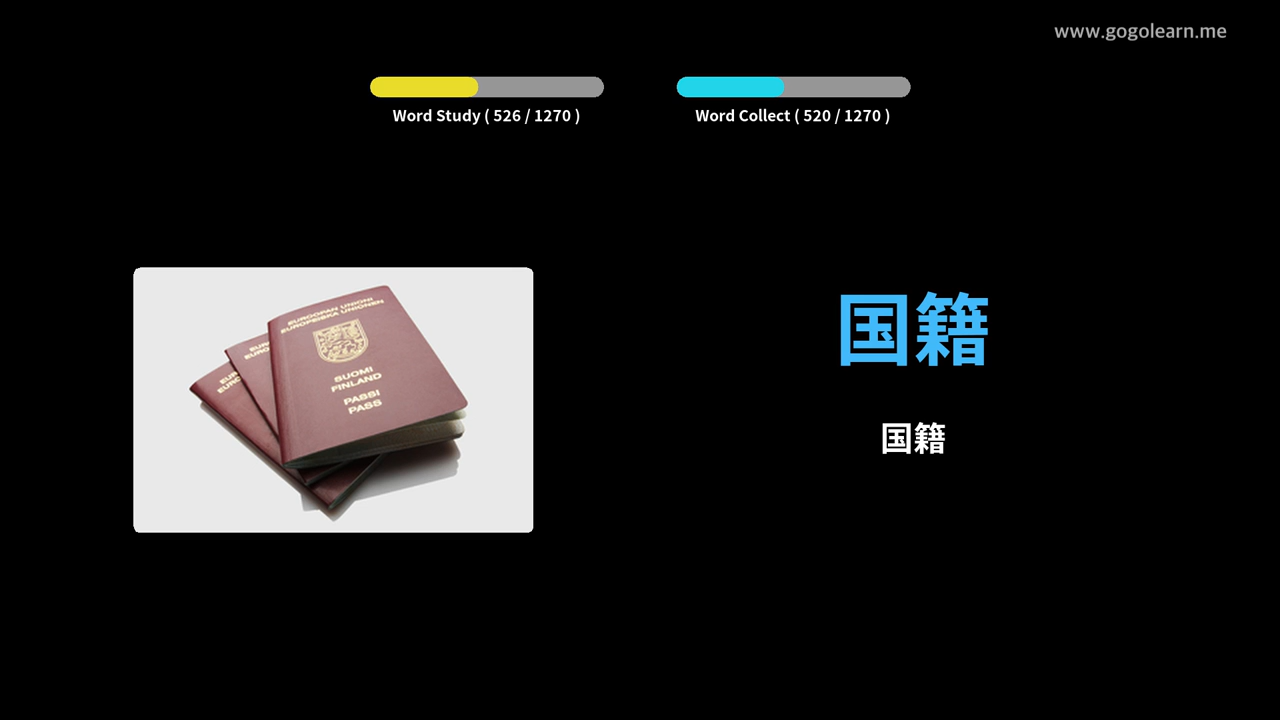 www.gogolearn.me
Word Study ( 526 / 1270 )
Word Collect ( 520 / 1270 )
EUROOPAN UNIONI
EUROPEISKA UNIONEN
SUOMI
FINLAND
PASSI
PASS
国籍
国籍